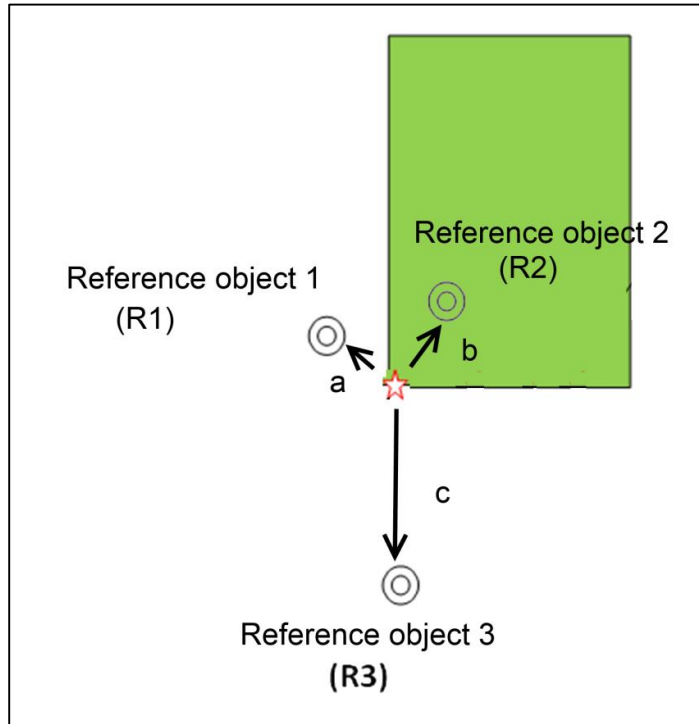 Reference object 2
(R2)
Reference object 1
(R1)
b
a
c
Reference object 3
(R3)